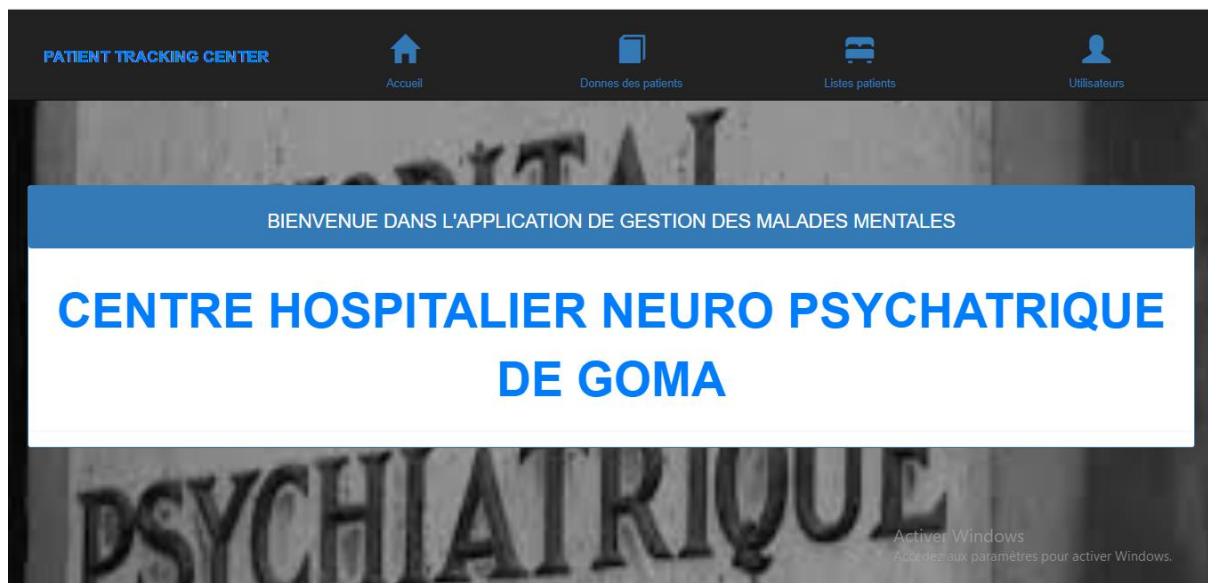 PATIENT TRACKING CENTER
Accueil
Donnes des patients
Listes patients
Utilisateurs
BIENVENUE DANS L'APPLICATION DE GESTION DES MALADES MENTALES
CENTRE HOSPITALIER NEURO PSYCHATRIQUE
DE GOMA
PSYCHIATRIQUE
Activer Windows
Accédez aux paramètres pour activer Windows.